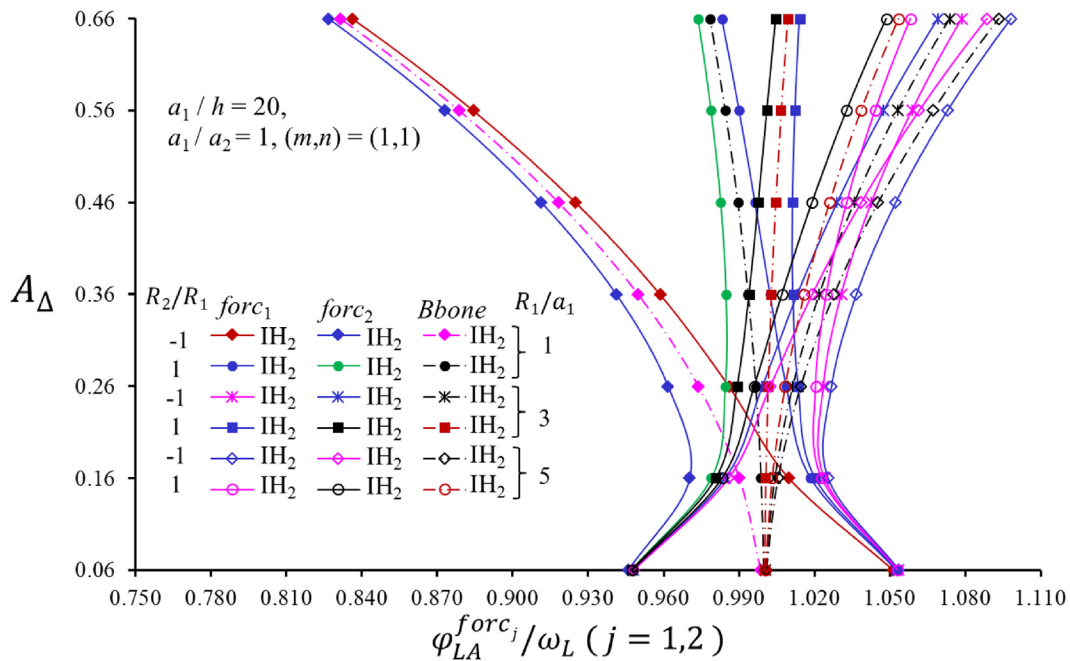 0.66
a₁ / h = 20,
0.56
a₁ / a₂ = 1, (m,n) = (1,1)
0.46
A_Δ
0.36
R₂/R₁ forc₁ forc₂ Bbone R₁/a₁
-1 IH₂ IH₂ IH₂ 1
1 IH₂ IH₂ IH₂
0.26
-1 IH₂ IH₂ IH₂ 3
1 IH₂ IH₂ IH₂
-1 IH₂ IH₂ IH₂ 5
0.16
1 IH₂ IH₂ IH₂
0.06
0.750 0.780 0.810 0.840 0.870 0.900 0.930 0.960 0.990 1.020 1.050 1.080 1.110
φ_LA^forc_j/ω_L ( j = 1,2 )